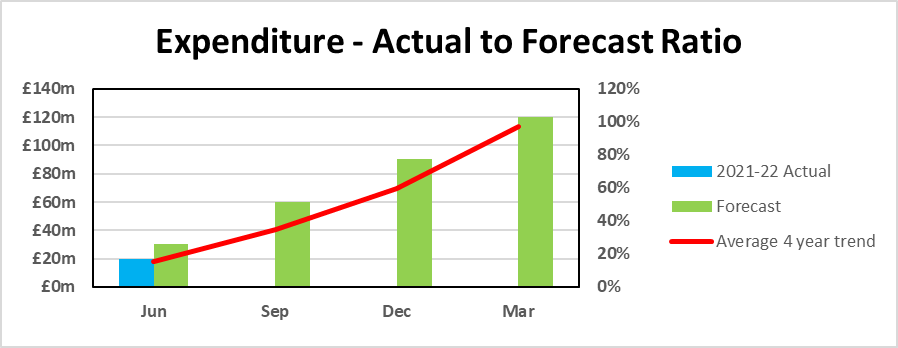 Expenditure - Actual to Forecast Ratio
£140m
£120m
£100m
£80m
£60m
£40m
£20m
£0m
120%
100%
80%
60%
40%
20%
0%
Jun Sep Dec Mar
2021-22 Actual
Forecast
Average 4 year trend